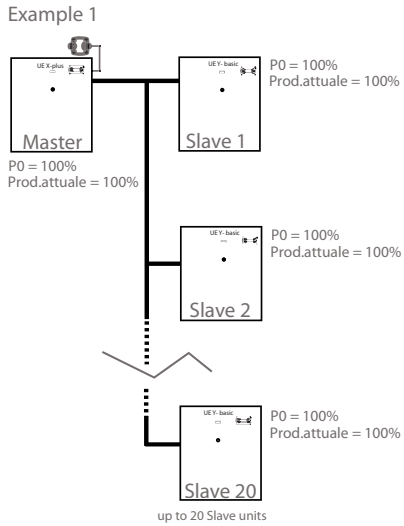 Example 1
UE X-plus
Master
P0 = 100%
Prod.attuale = 100%
UE Y- basic
Slave 1
P0 = 100%
Prod.attuale = 100%
UE Y- basic
Slave 2
P0 = 100%
Prod.attuale = 100%
UE Y- basic
Slave 20
P0 = 100%
Prod.attuale = 100%
up to 20 Slave units